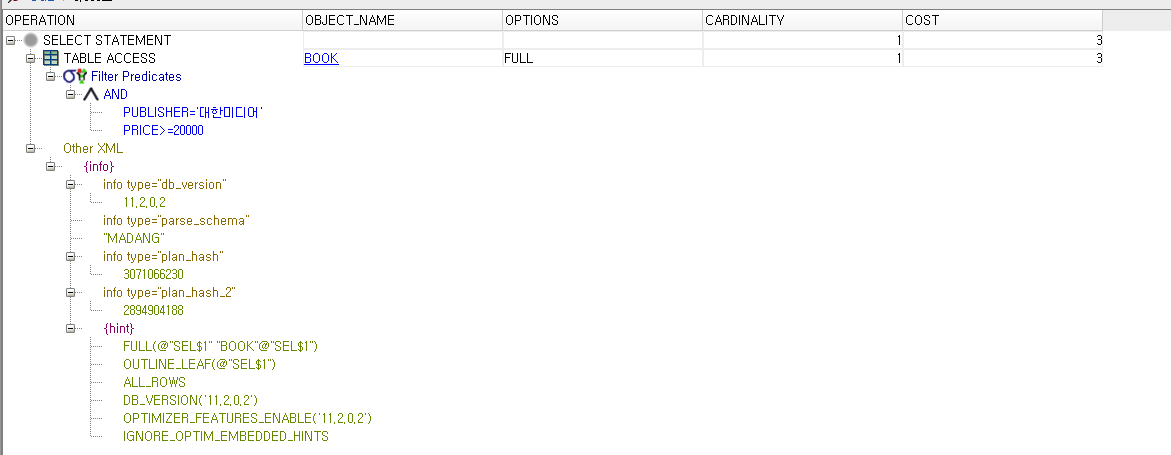 OPERATION OBJECT_NAME OPTIONS CARDINALITY COST
SELECT STATEMENT 1 3
TABLE ACCESS BOOK FULL 1 3
Filter Predicates
AND
PUBLISHER='대한미디어'
PRICE>=20000
Other XML
{info}
info type="db_version"
11.2.0.2
info type="parse_schema"
"MADANG"
info type="plan_hash"
3071066230
info type="plan_hash_2"
2894904188
{hint}
FULL(@"SEL$1" "BOOK"@"SEL$1")
OUTLINE_LEAF(@"SEL$1")
ALL_ROWS
DB_VERSION('11.2.0.2')
OPTIMIZER_FEATURES_ENABLE('11.2.0.2')
IGNORE_OPTIM_EMBEDDED_HINTS